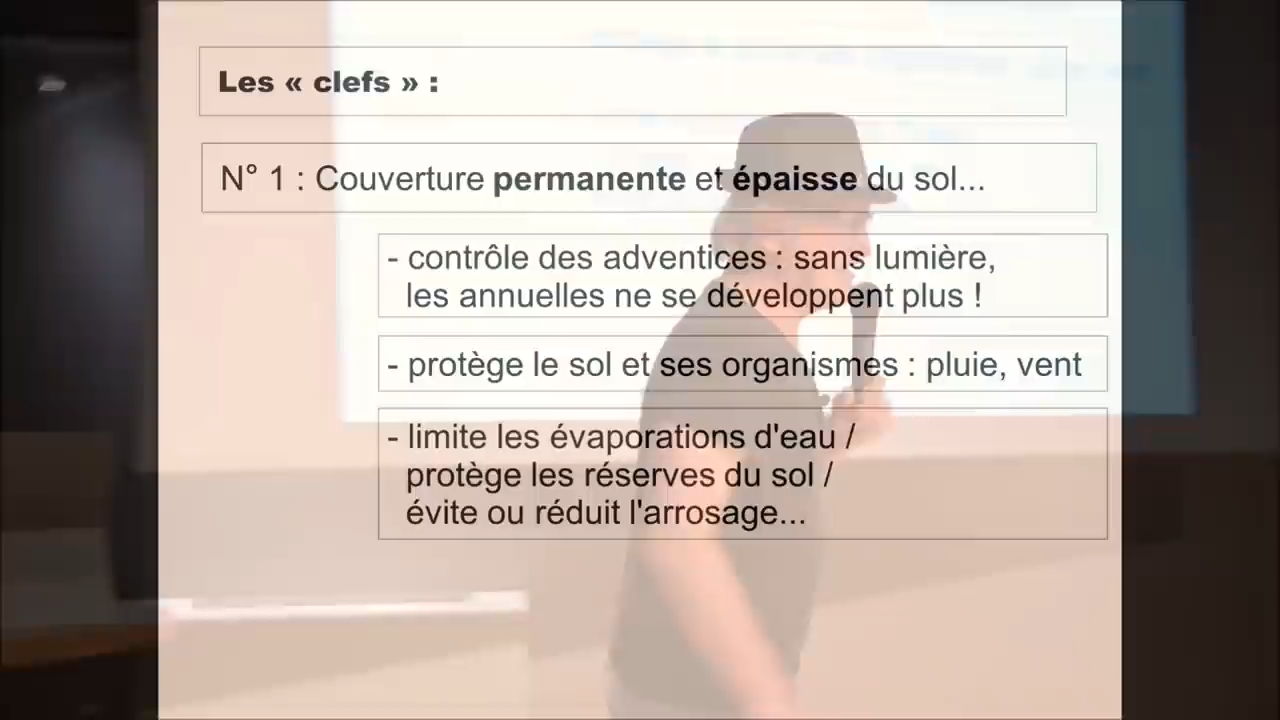 Les « clefs » :
N° 1 : Couverture permanente et épaisse du sol...
- contrôle des adventices : sans lumière,
les annuelles ne se développent plus !
- protège le sol et ses organismes : pluie, vent
- limite les évaporations d'eau /
protège les réserves du sol /
évite ou réduit l'arrosage...